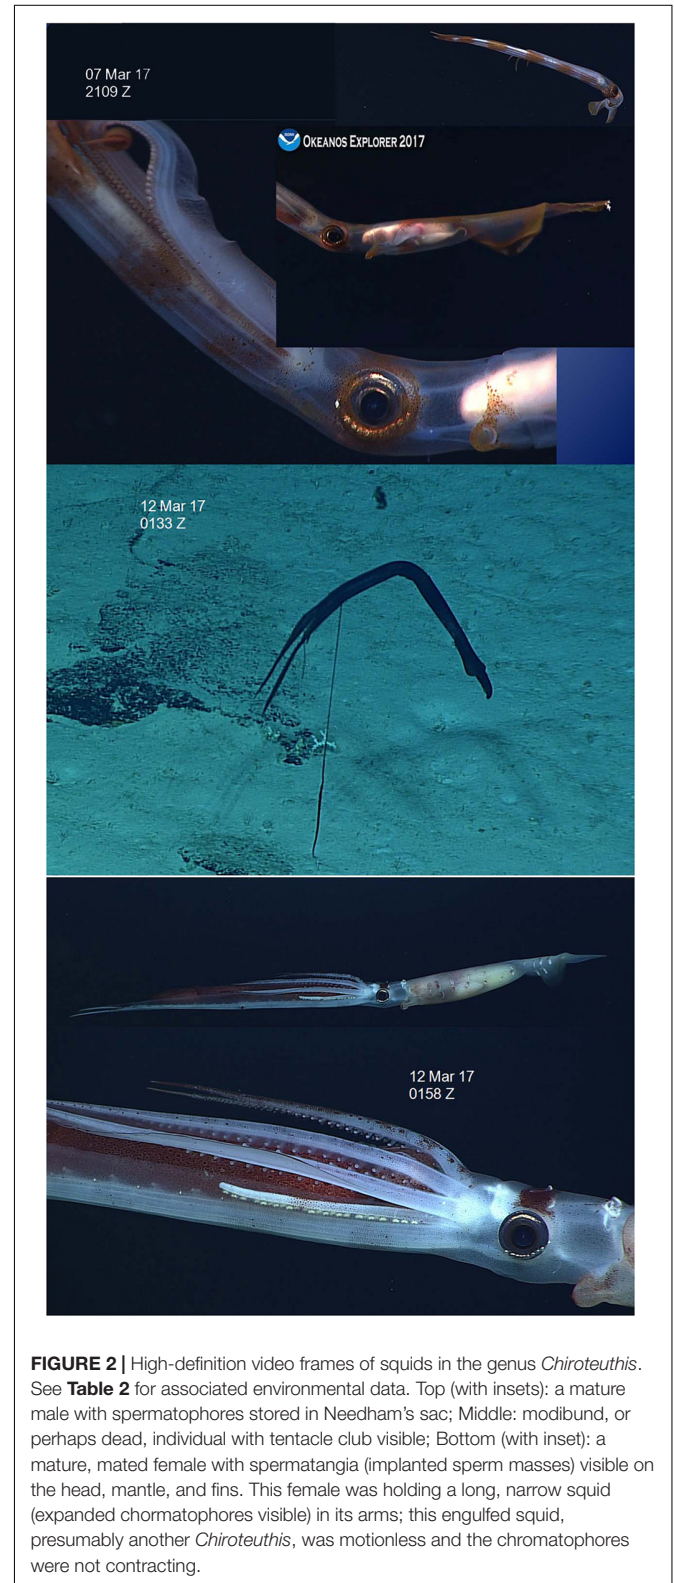 07 Mar 17
2109 Z
OKEANOS EXPLORER 2017
12 Mar 17
0133 Z
12 Mar 17
0158 Z
FIGURE 2 | High-definition video frames of squids in the genus Chiroteuthis.
See Table 2 for associated environmental data. Top (with insets): a mature
male with spermatophores stored in Needham's sac; Middle: modibund, or
perhaps dead, individual with tentacle club visible; Bottom (with inset): a
mature, mated female with spermatangia (implanted sperm masses) visible on
the head, mantle, and fins. This female was holding a long, narrow squid
(expanded chormatophores visible) in its arms; this engulfed squid,
presumably another Chiroteuthis, was motionless and the chromatophores
were not contracting.